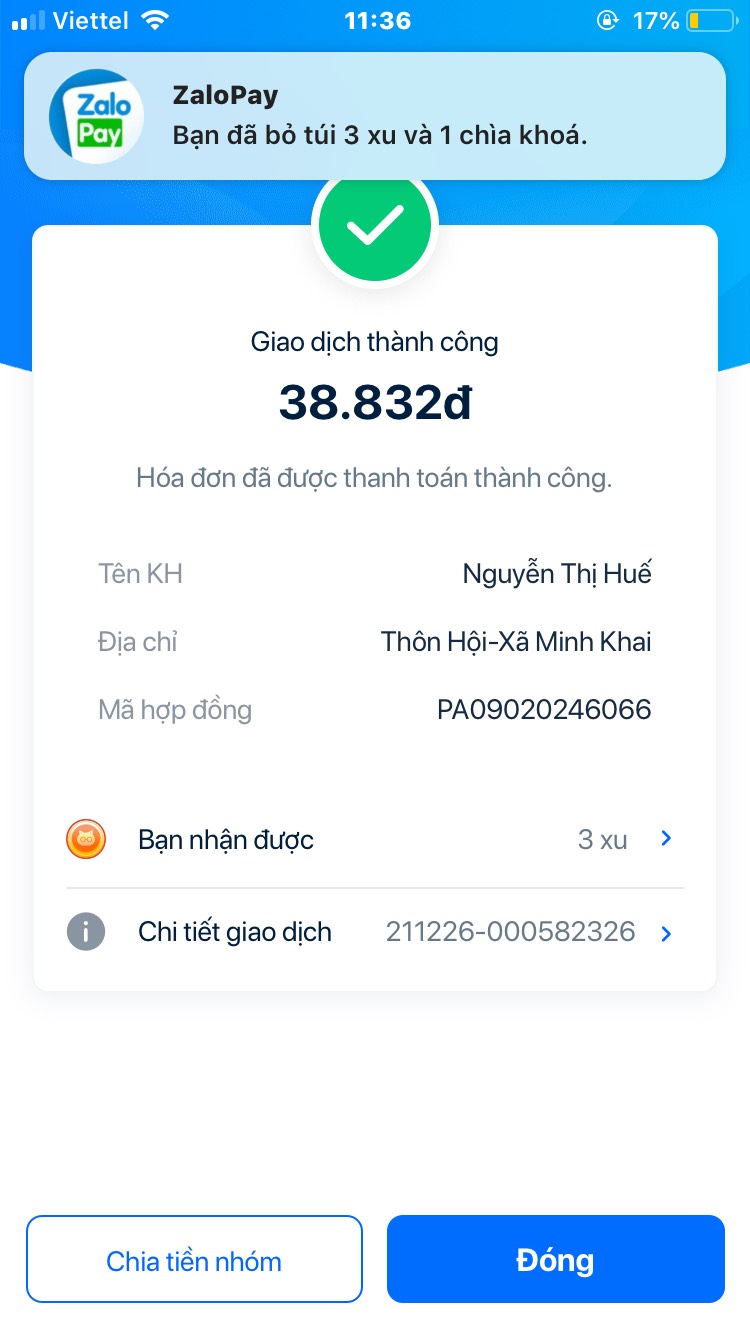 Viettel 11:36 17%
Zalo
Pay
ZaloPay
Bạn đã bỏ túi 3 xu và 1 chìa khoá.
Giao dịch thành công
38.832đ
Hóa đơn đã được thanh toán thành công.
Tên KH Nguyễn Thị Huế
Địa chỉ Thôn Hội-Xã Minh Khai
Mã hợp đồng PA09020246066
Bạn nhận được 3 xu
Chi tiết giao dịch 211226-000582326
Chia tiền nhóm Đóng